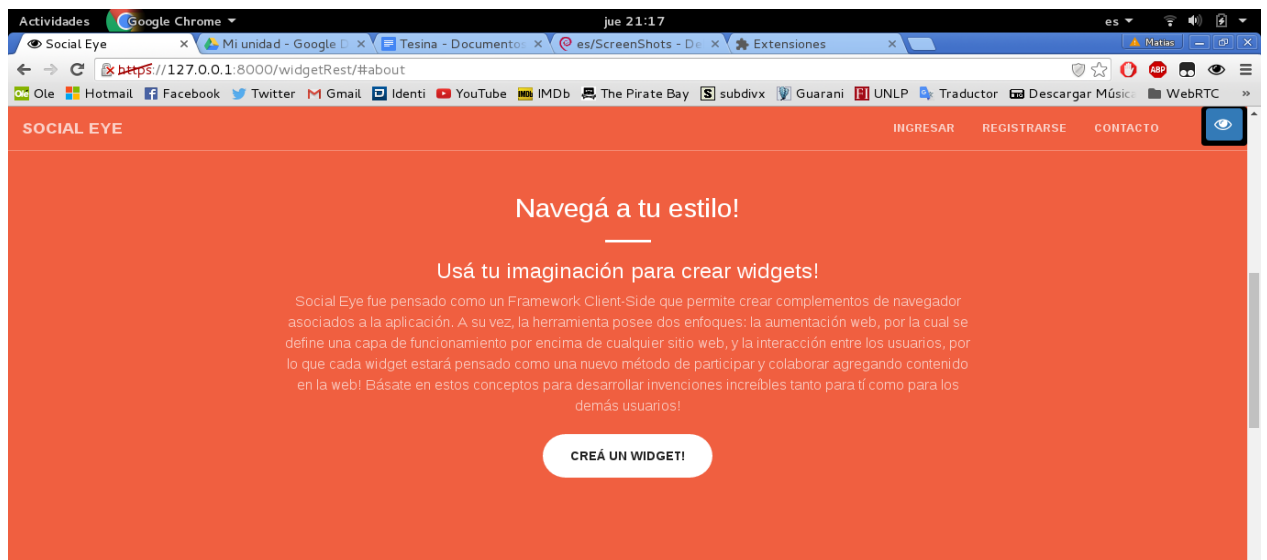 Actividades Google Chrome jue 21:17 es
Social Eye Mi unidad - Google D Tesina - Documentos es/ScreenShots - De Extensiones Matias
https://127.0.0.1:8000/widgetRest/#about ABP
Ole Ole Hotmail Facebook Twitter Gmail Identi YouTube IMDb IMDb The Pirate Bay S subdivx Guarani UNLP Traductor Descargar Música WebRTC »
SOCIAL EYE INGRESAR REGISTRARSE CONTACTO
Navegá a tu estilo!
Usá tu imaginación para crear widgets!
Social Eye fue pensado como un Framework Client-Side que permite crear complementos de navegador
asociados a la aplicación. A su vez, la herramienta posee dos enfoques: la aumentación web, por la cual se
define una capa de funcionamiento por encima de cualquier sitio web, y la interacción entre los usuarios, por
lo que cada widget estará pensado como una nuevo método de participar y colaborar agregando contenido
en la web! Básate en estos conceptos para desarrollar invenciones increíbles tanto para tí como para los
demás usuarios!
CREÁ UN WIDGET!